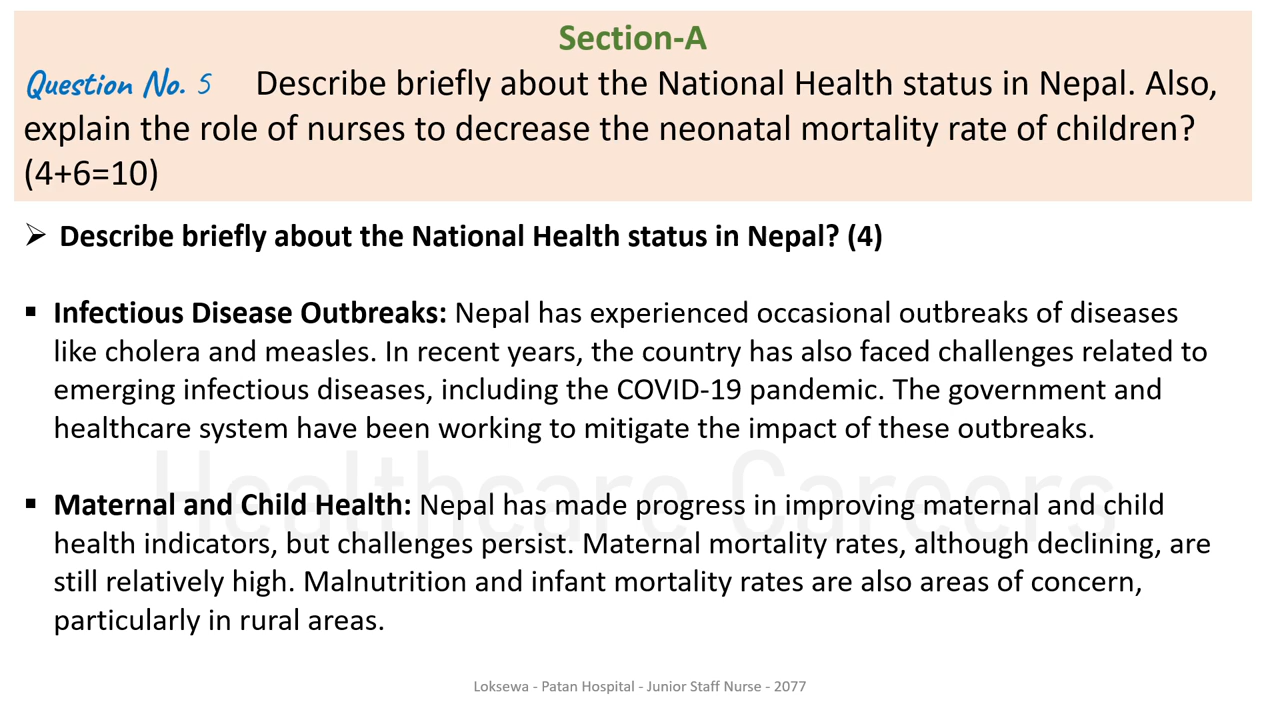 Section-A
Question No. 5 Describe briefly about the National Health status in Nepal. Also,
explain the role of nurses to decrease the neonatal mortality rate of children?
(4+6=10)
➢ Describe briefly about the National Health status in Nepal? (4)
▪ Infectious Disease Outbreaks: Nepal has experienced occasional outbreaks of diseases
like cholera and measles. In recent years, the country has also faced challenges related to
emerging infectious diseases, including the COVID-19 pandemic. The government and
healthcare system have been working to mitigate the impact of these outbreaks.
Healthcare Careers
▪ Maternal and Child Health: Nepal has made progress in improving maternal and child
health indicators, but challenges persist. Maternal mortality rates, although declining, are
still relatively high. Malnutrition and infant mortality rates are also areas of concern,
particularly in rural areas.
Loksewa - Patan Hospital - Junior Staff Nurse - 2077